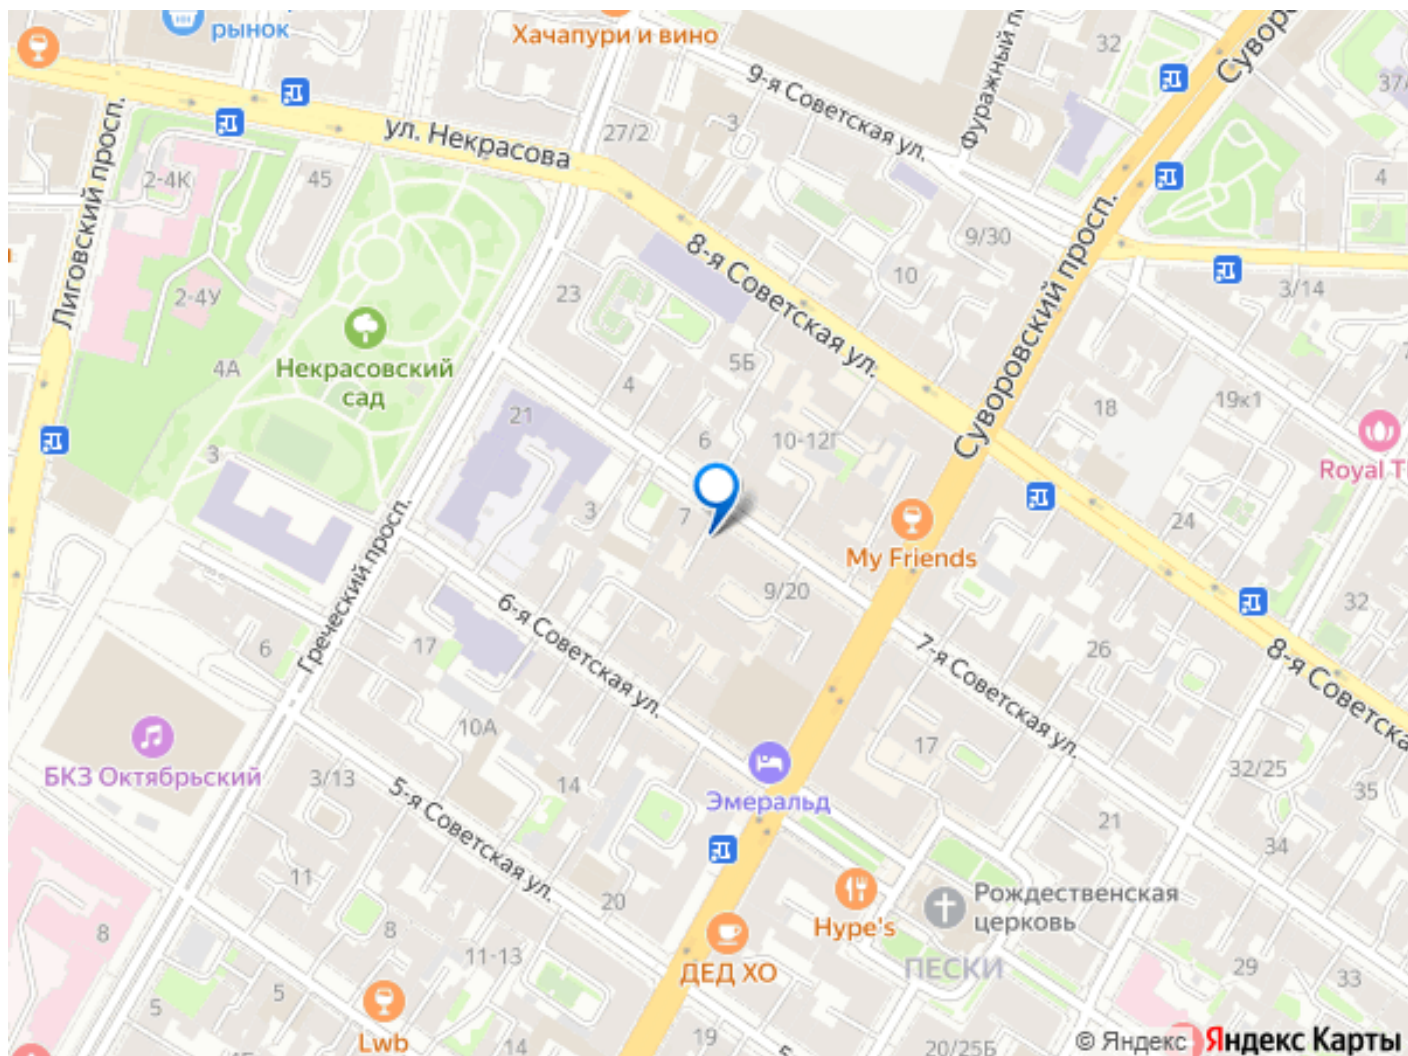 рынок
Хачапури и вино
32
Суворо
37/
9-я Советская ул.
Фуражный п
3
27/2
ул. Некрасова
Лиговский просп.
2-4К
45
4
9/30
8-я Советская ул.
10
Суворовский просп.
2-4У
23
3/14
Некрасовский
сад
4А
5Б
4
7
19к1
18
21
6
10-12Г
Royal T
3
3
7
24
My Friends
Греческий просп.
9/20
6-я Советская ул.
7-я Советская ул.
32
6
17
26
8-я Советска
10А
17
БКЗ Октябрьский
3/13
14
Эмеральд
32/25
35
5-я Советская ул.
21
34
11
20
Рождественская
церковь
Hype's
8
8
11-13
ДЕД ХО
ПЕСКИ
29
33
5
5
Lwb
14
19
20/25Б
© Яндекс
Яндекс Карты